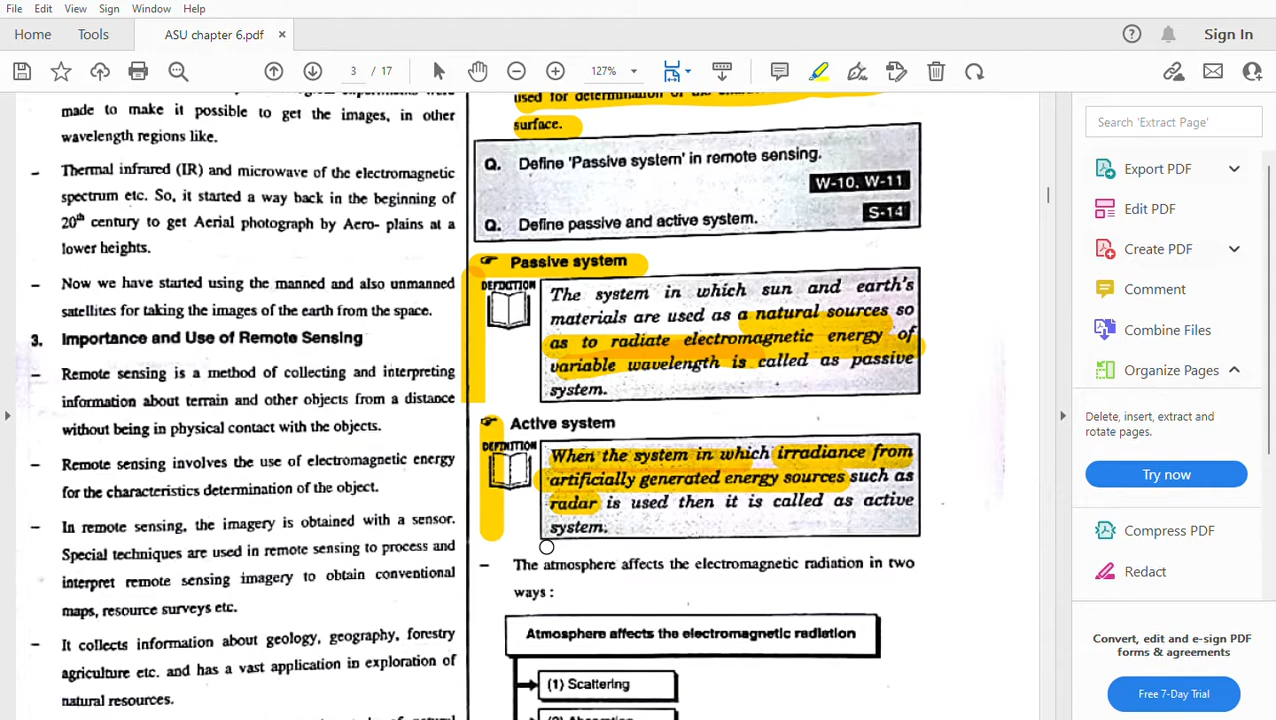 File Edit View Sign Window Help
Home Tools ASU chapter 6.pdf × Sign In
3 / 17 127%
made to make it possible to get the images, in other
wavelength regions like.
- Thermal infrared (IR) and microwave of the electromagnetic
spectrum etc. So, it started a way back in the beginning of
20th century to get Aerial photograph by Aero- plains at a
lower heights.
- Now we have started using the manned and also unmanned
satellites for taking the images of the earth from the space.
3. Importance and Use of Remote Sensing
- Remote sensing is a method of collecting and interpreting
information about terrain and other objects from a distance
without being in physical contact with the objects.
- Remote sensing involves the use of electromagnetic energy
for the characteristics determination of the object.
- In remote sensing, the imagery is obtained with a sensor.
Special techniques are used in remote sensing to process and
interpret remote sensing imagery to obtain conventional
maps, resource surveys etc.
- It collects information about geology, geography, forestry
agriculture etc. and has a vast application in exploration of
natural resources.
used for determination of the
surface.
Q. Define 'Passive system' in remote sensing.
W-10, W-11
Q. Define passive and active system.
S-14
☞ Passive system
DEFINITION
The system in which sun and earth's
materials are used as a natural sources so
as to radiate electromagnetic energy of
variable wavelength is called as passive
system.
☞ Active system
DEFINITION
When the system in which irradiance from
artificially generated energy sources such as
radar is used then it is called as active
system.
- The atmosphere affects the electromagnetic radiation in two
ways :
Atmosphere affects the electromagnetic radiation
(1) Scattering
Search 'Extract Page'
Export PDF
Edit PDF
Create PDF
Comment
Combine Files
Organize Pages
Delete, insert, extract and
rotate pages.
Try now
Compress PDF
Redact
Convert, edit and e-sign PDF
forms & agreements
Free 7-Day Trial